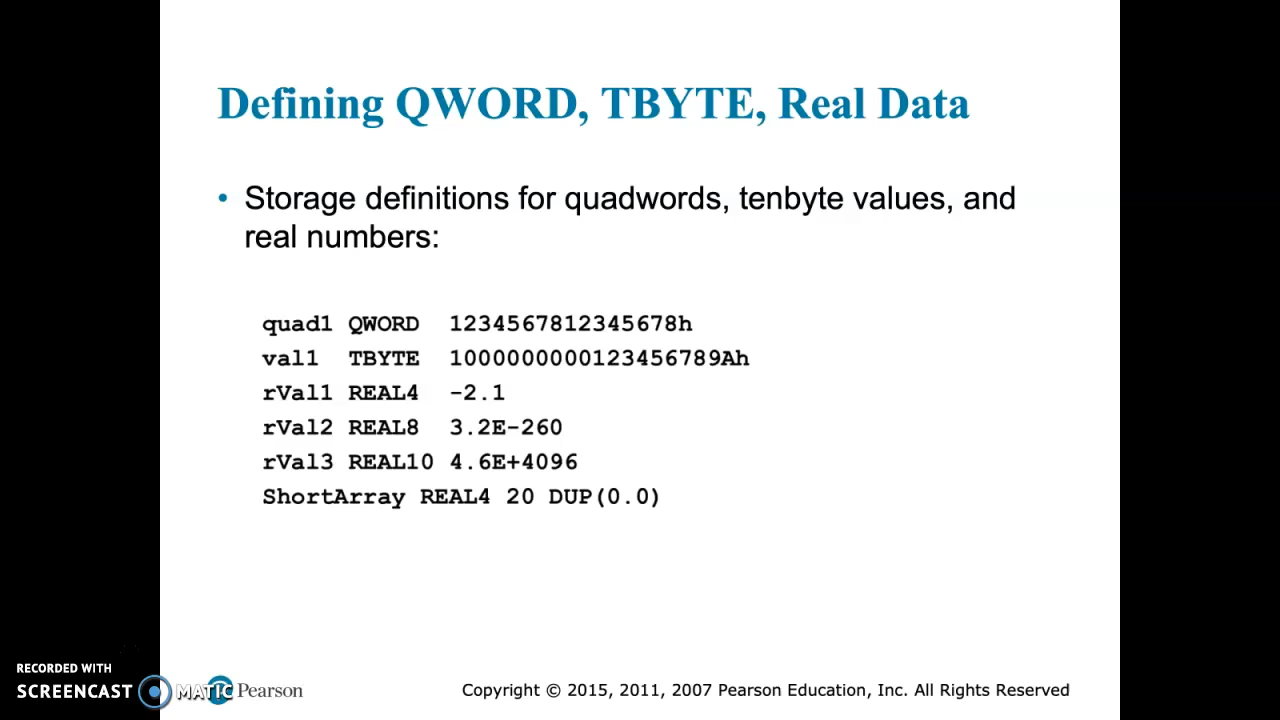 Defining QWORD, TBYTE, Real Data
• Storage definitions for quadwords, tenbyte values, and
real numbers:
quad1 QWORD 1234567812345678h
val1 TBYTE 1000000000123456789Ah
rVal1 REAL4 -2.1
rVal2 REAL8 3.2E-260
rVal3 REAL10 4.6E+4096
ShortArray REAL4 20 DUP(0.0)
RECORDED WITH
SCREENCAST MATIC
Pearson
Copyright © 2015, 2011, 2007 Pearson Education, Inc. All Rights Reserved